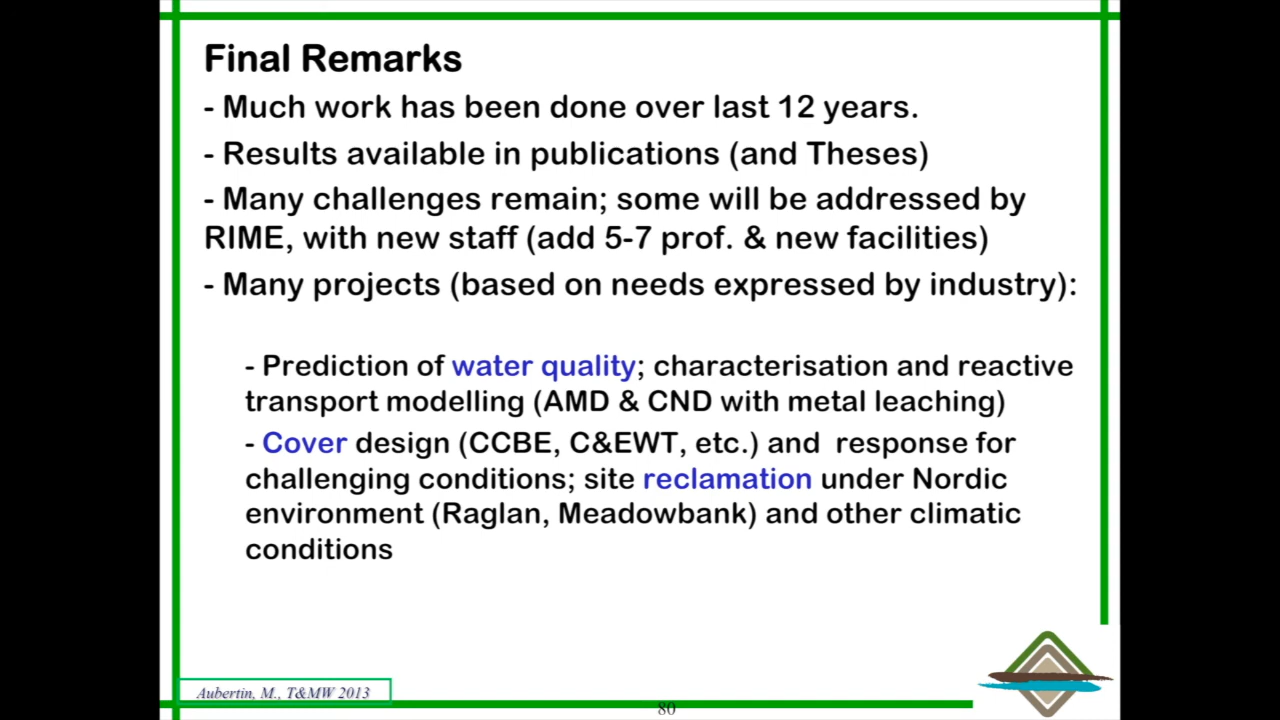 Final Remarks
- Much work has been done over last 12 years.
- Results available in publications (and Theses)
- Many challenges remain; some will be addressed by
RIME, with new staff (add 5-7 prof. & new facilities)
- Many projects (based on needs expressed by industry):
- Prediction of water quality; characterisation and reactive
transport modelling (AMD & CND with metal leaching)
- Cover design (CCBE, C&EWT, etc.) and response for
challenging conditions; site reclamation under Nordic
environment (Raglan, Meadowbank) and other climatic
conditions
Aubertin, M., T&MW 2013
80